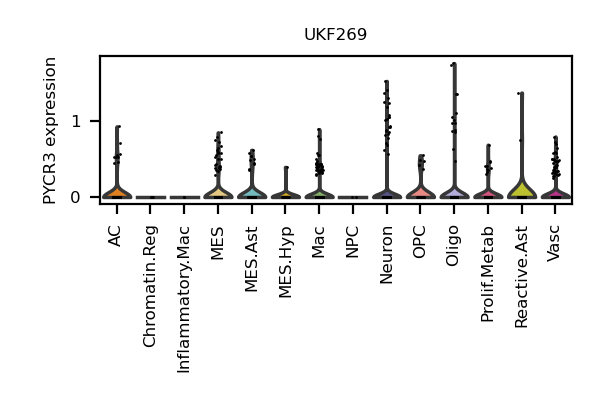 UKF269
PYCR3 expression
1
0
AC
Chromatin.Reg
Inflammatory.Mac
MES
MES.Ast
MES.Hyp
Mac
NPC
Neuron
OPC
Oligo
Prolif.Metab
Reactive.Ast
Vasc